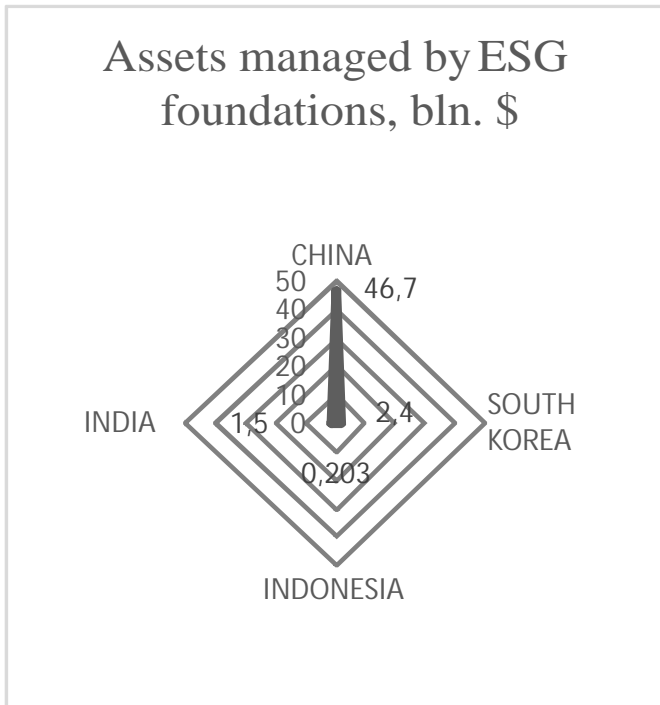 Assets managed by ESG
foundations, bln. $
CHINA
50
46,7
40
30
20
10
0
INDIA
1,5
2,4
SOUTH
KOREA
0,203
INDONESIA